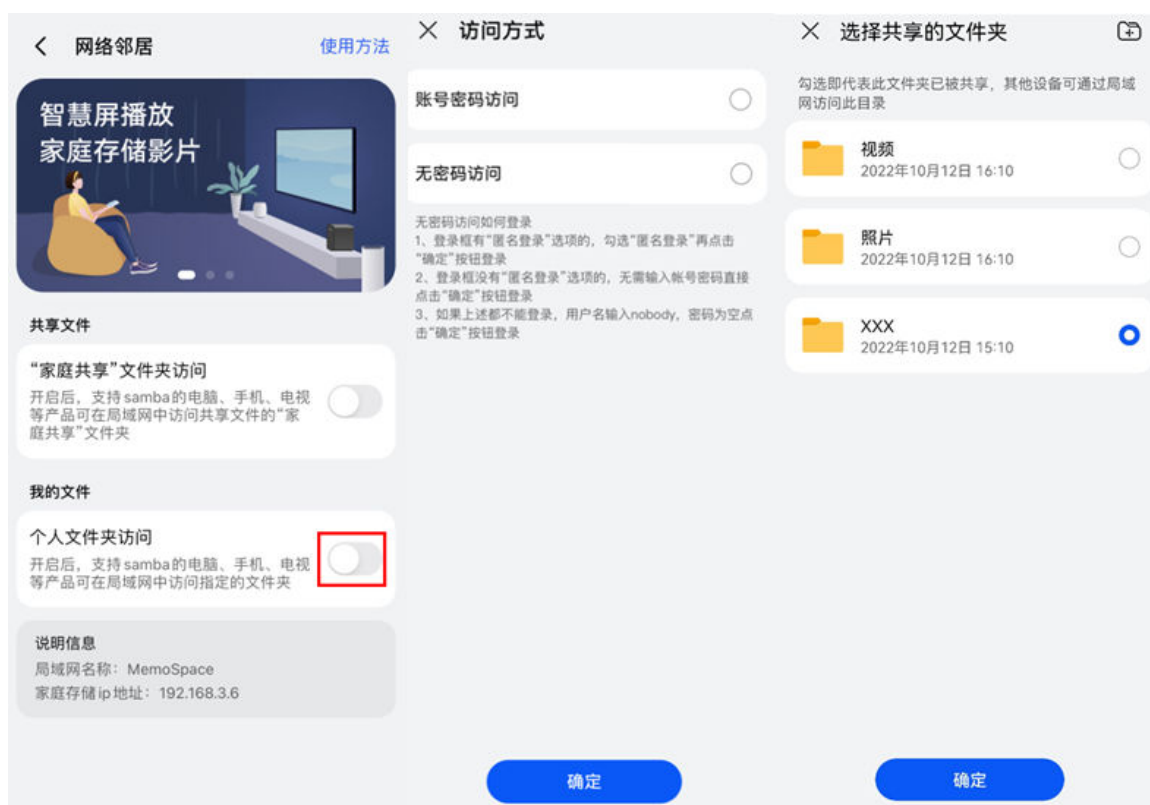 网络邻居
使用方法
智慧屏播放
家庭存储影片
共享文件
“家庭共享”文件夹访问
开启后，支持samba的电脑、手机、电视
等产品可在局域网中访问共享文件的“家
庭共享”文件夹
我的文件
个人文件夹访问
开启后，支持samba的电脑、手机、电视
等产品可在局域网中访问指定的文件夹
说明信息
局域网名称：MemoSpace
家庭存储ip地址：192.168.3.6
访问方式
账号密码访问
无密码访问
无密码访问如何登录
1、登录框有“匿名登录”选项的，勾选“匿名登录”再点击
“确定”按钮登录
2、登录框没有“匿名登录”选项的，无需输入帐号密码直接
点击“确定”按钮登录
3、如果上述都不能登录，用户名输入nobody，密码为空点
击“确定”按钮登录
确定
选择共享的文件夹
勾选即代表此文件夹已被共享，其他设备可通过局域
网访问此目录
视频
2022年10月12日 16:10
照片
2022年10月12日 16:10
XXX
2022年10月12日 15:10
确定